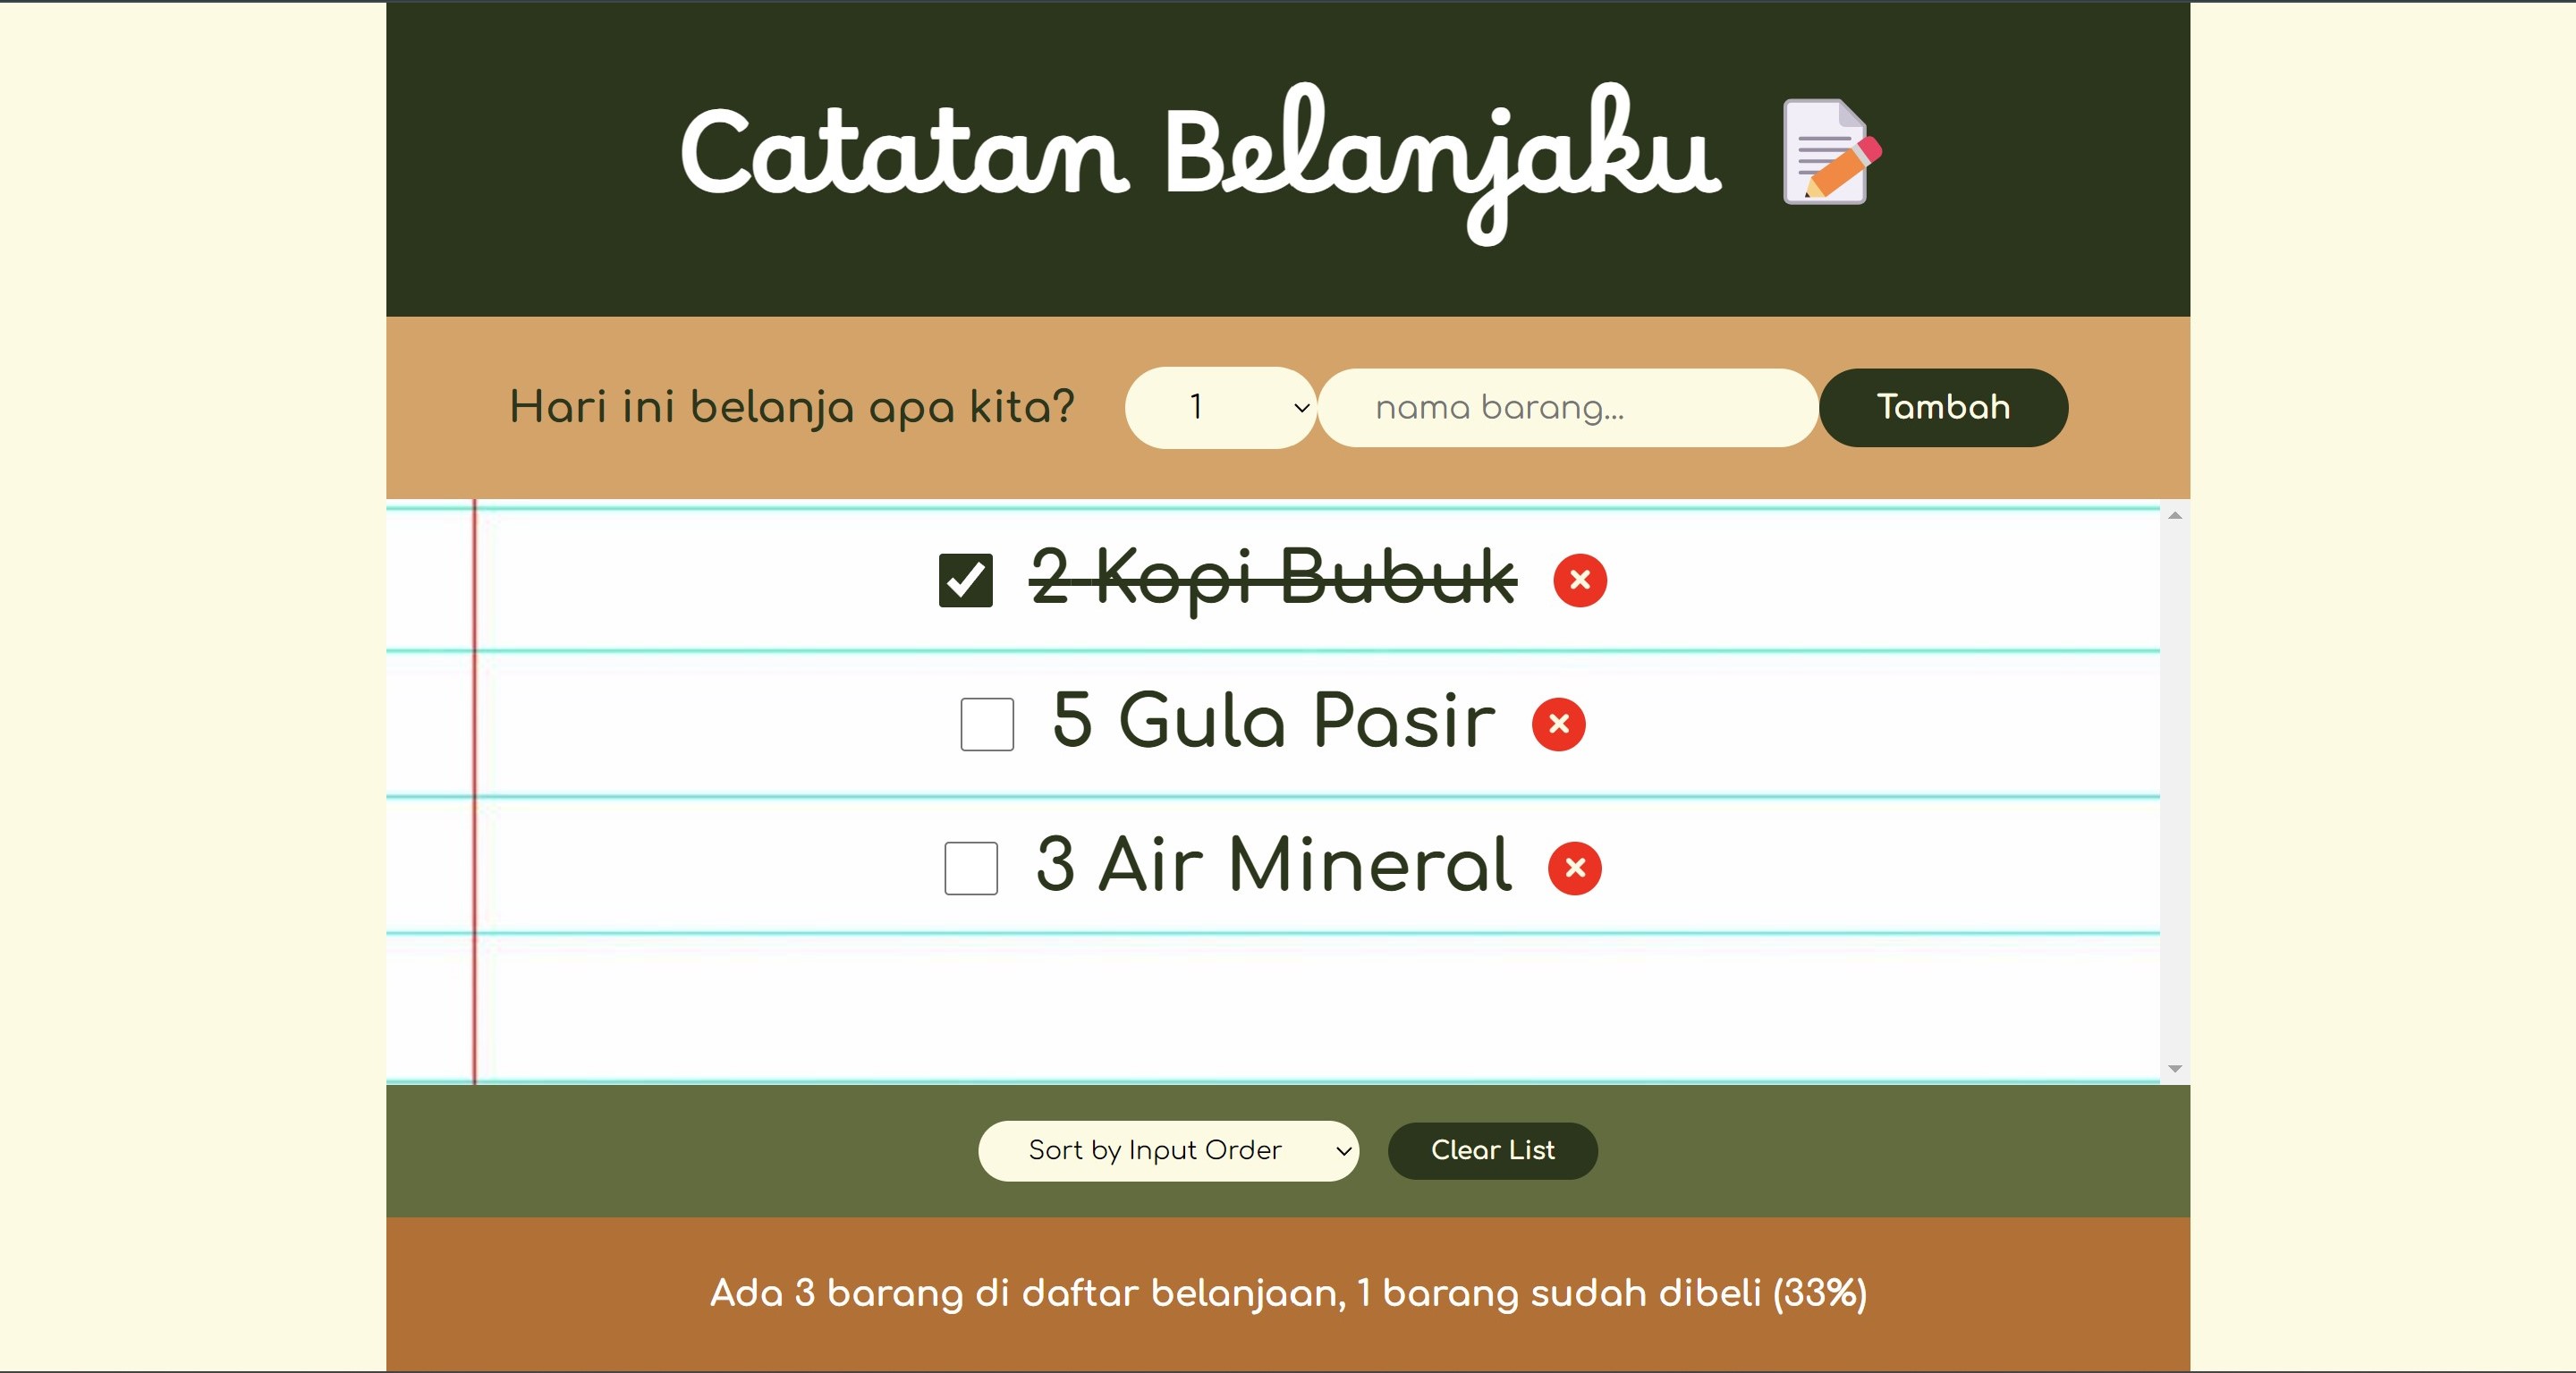 Catatan Belanjaku
Hari ini belanja apa kita? 1 nama barang... Tambah
2 Kopi Bubuk
5 Gula Pasir
3 Air Mineral
Sort by Input Order Clear List
Ada 3 barang di daftar belanjaan, 1 barang sudah dibeli (33%)